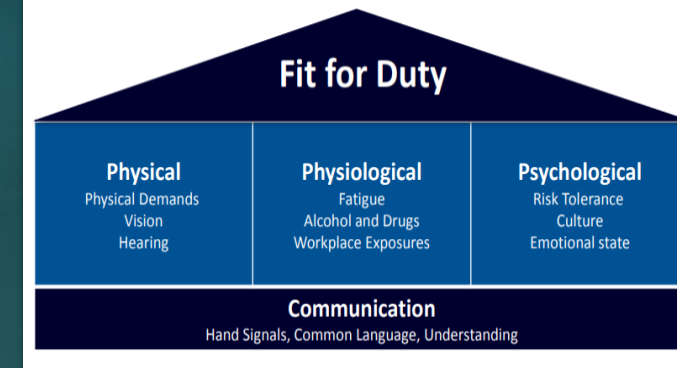 Fit for Duty
Physical
Physical Demands
Vision
Hearing
Physiological
Fatigue
Alcohol and Drugs
Workplace Exposures
Psychological
Risk Tolerance
Culture
Emotional state
Communication
Hand Signals, Common Language, Understanding